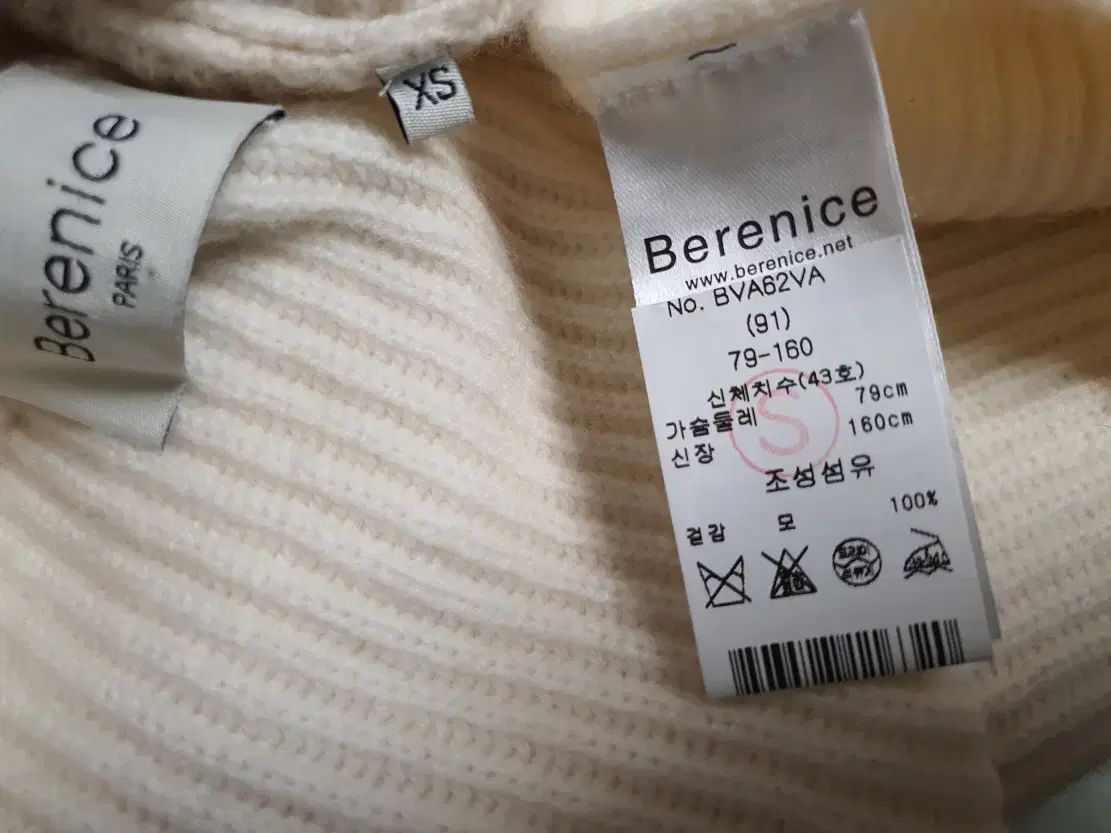 Berenice
PARIS
XS
Berenice
www.berenice.net
No. BVA62VA
(91)
79-160
신체치수(43호)
가슴둘레 79cm
신장 160cm
S
조성섬유
100%
겉감 모